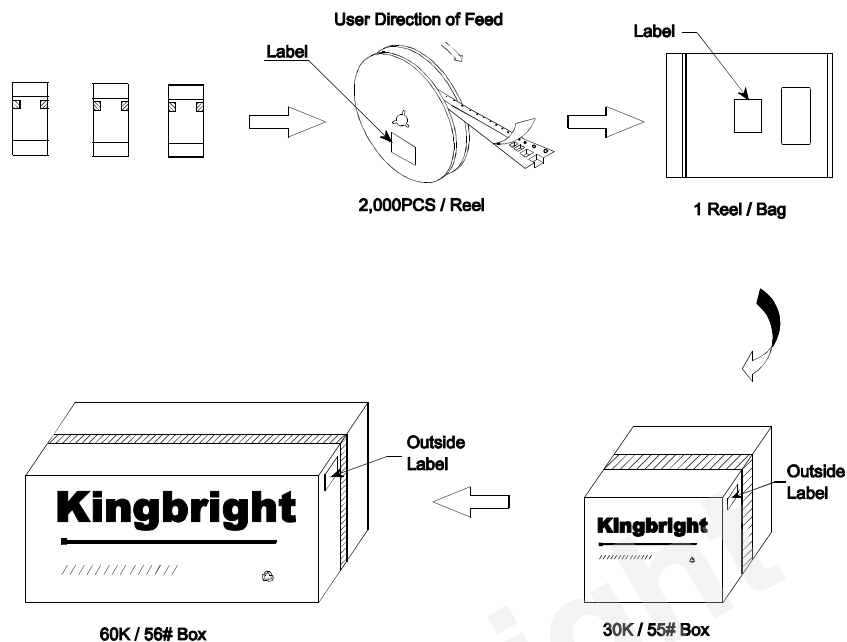 User Direction of Feed
Label
Label
2,000PCS / Reel
1 Reel / Bag
Outside
Label
Outside
Label
Kingbright
Kingbright
60K / 56# Box
30K / 55# Box